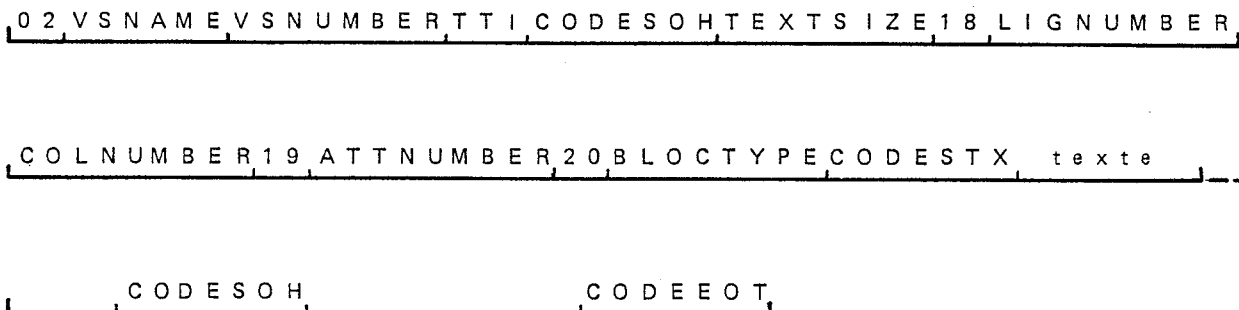 02VSNAMEVSNUMBERTTICODESOHTEXTSIZE18LIGNUMBER
COLNUMBER19ATTNUMBER20BLOCTYPECODESTX texte
CODESOH CODEEOT